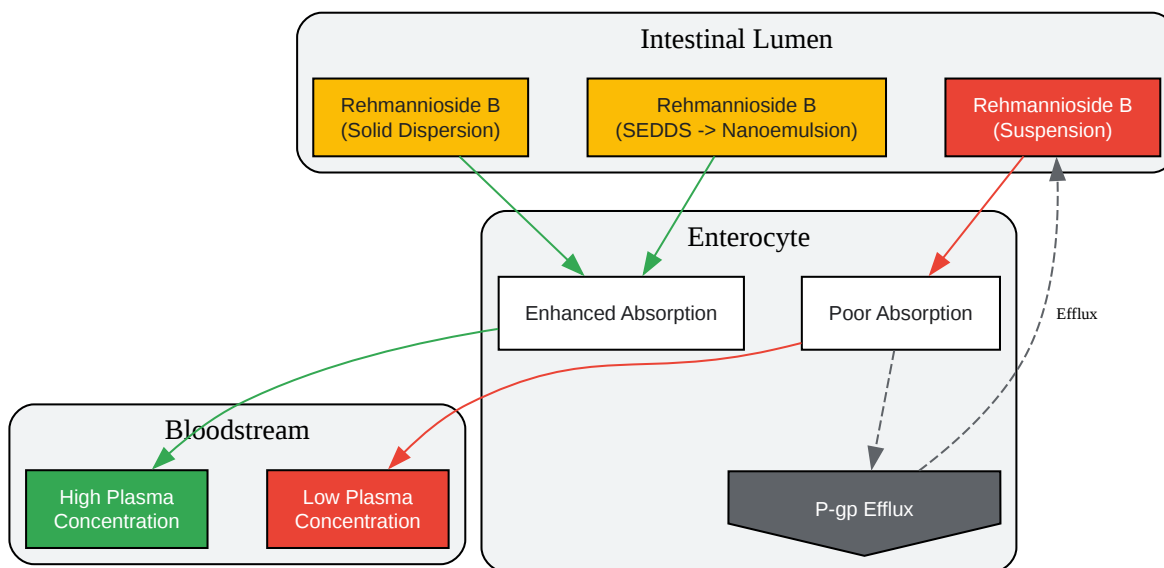 Intestinal Lumen
Rehmannioside B
(Solid Dispersion)
Rehmannioside B
(SEDDS -> Nanoemulsion)
Rehmannioside B
(Suspension)
Enterocyte
Enhanced Absorption
Poor Absorption
Efflux
Bloodstream
High Plasma
Concentration
Low Plasma
Concentration
P-gp Efflux